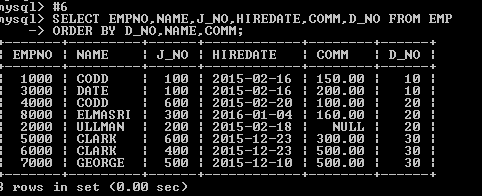 mysql> #6
mysql> SELECT EMPNO,NAME,J_NO,HIREDATE,COMM,D_NO FROM EMP
    -> ORDER BY D_NO,NAME,COMM;
+-------+---------+------+------------+--------+------+
| EMPNO | NAME    | J_NO | HIREDATE   | COMM   | D_NO |
+-------+---------+------+------------+--------+------+
|  1000 | CODD    |  100 | 2015-02-16 | 150.00 |   10 |
|  3000 | DATE    |  100 | 2016-02-16 | 200.00 |   10 |
|  4000 | CODD    |  600 | 2016-02-20 | 100.00 |   20 |
|  8000 | ELMASRI |  300 | 2016-01-04 | 160.00 |   20 |
|  2000 | ULLMAN  |  200 | 2015-02-18 |   NULL |   20 |
|  5000 | CLARK   |  600 | 2015-12-23 | 300.00 |   30 |
|  6000 | CLARK   |  400 | 2015-12-23 | 500.00 |   30 |
|  7000 | GEORGE  |  500 | 2015-12-10 | 500.00 |   30 |
+-------+---------+------+------------+--------+------+
8 rows in set (0.00 sec)